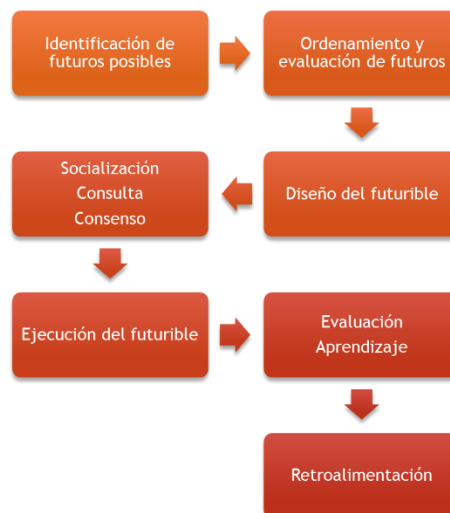 Identificación de
futuros posibles
Ordenamiento y
evaluación de futuros
Diseño del futurible
Socialización
Consulta
Consenso
Ejecución del futurible
Evaluación
Aprendizaje
Retroalimentación